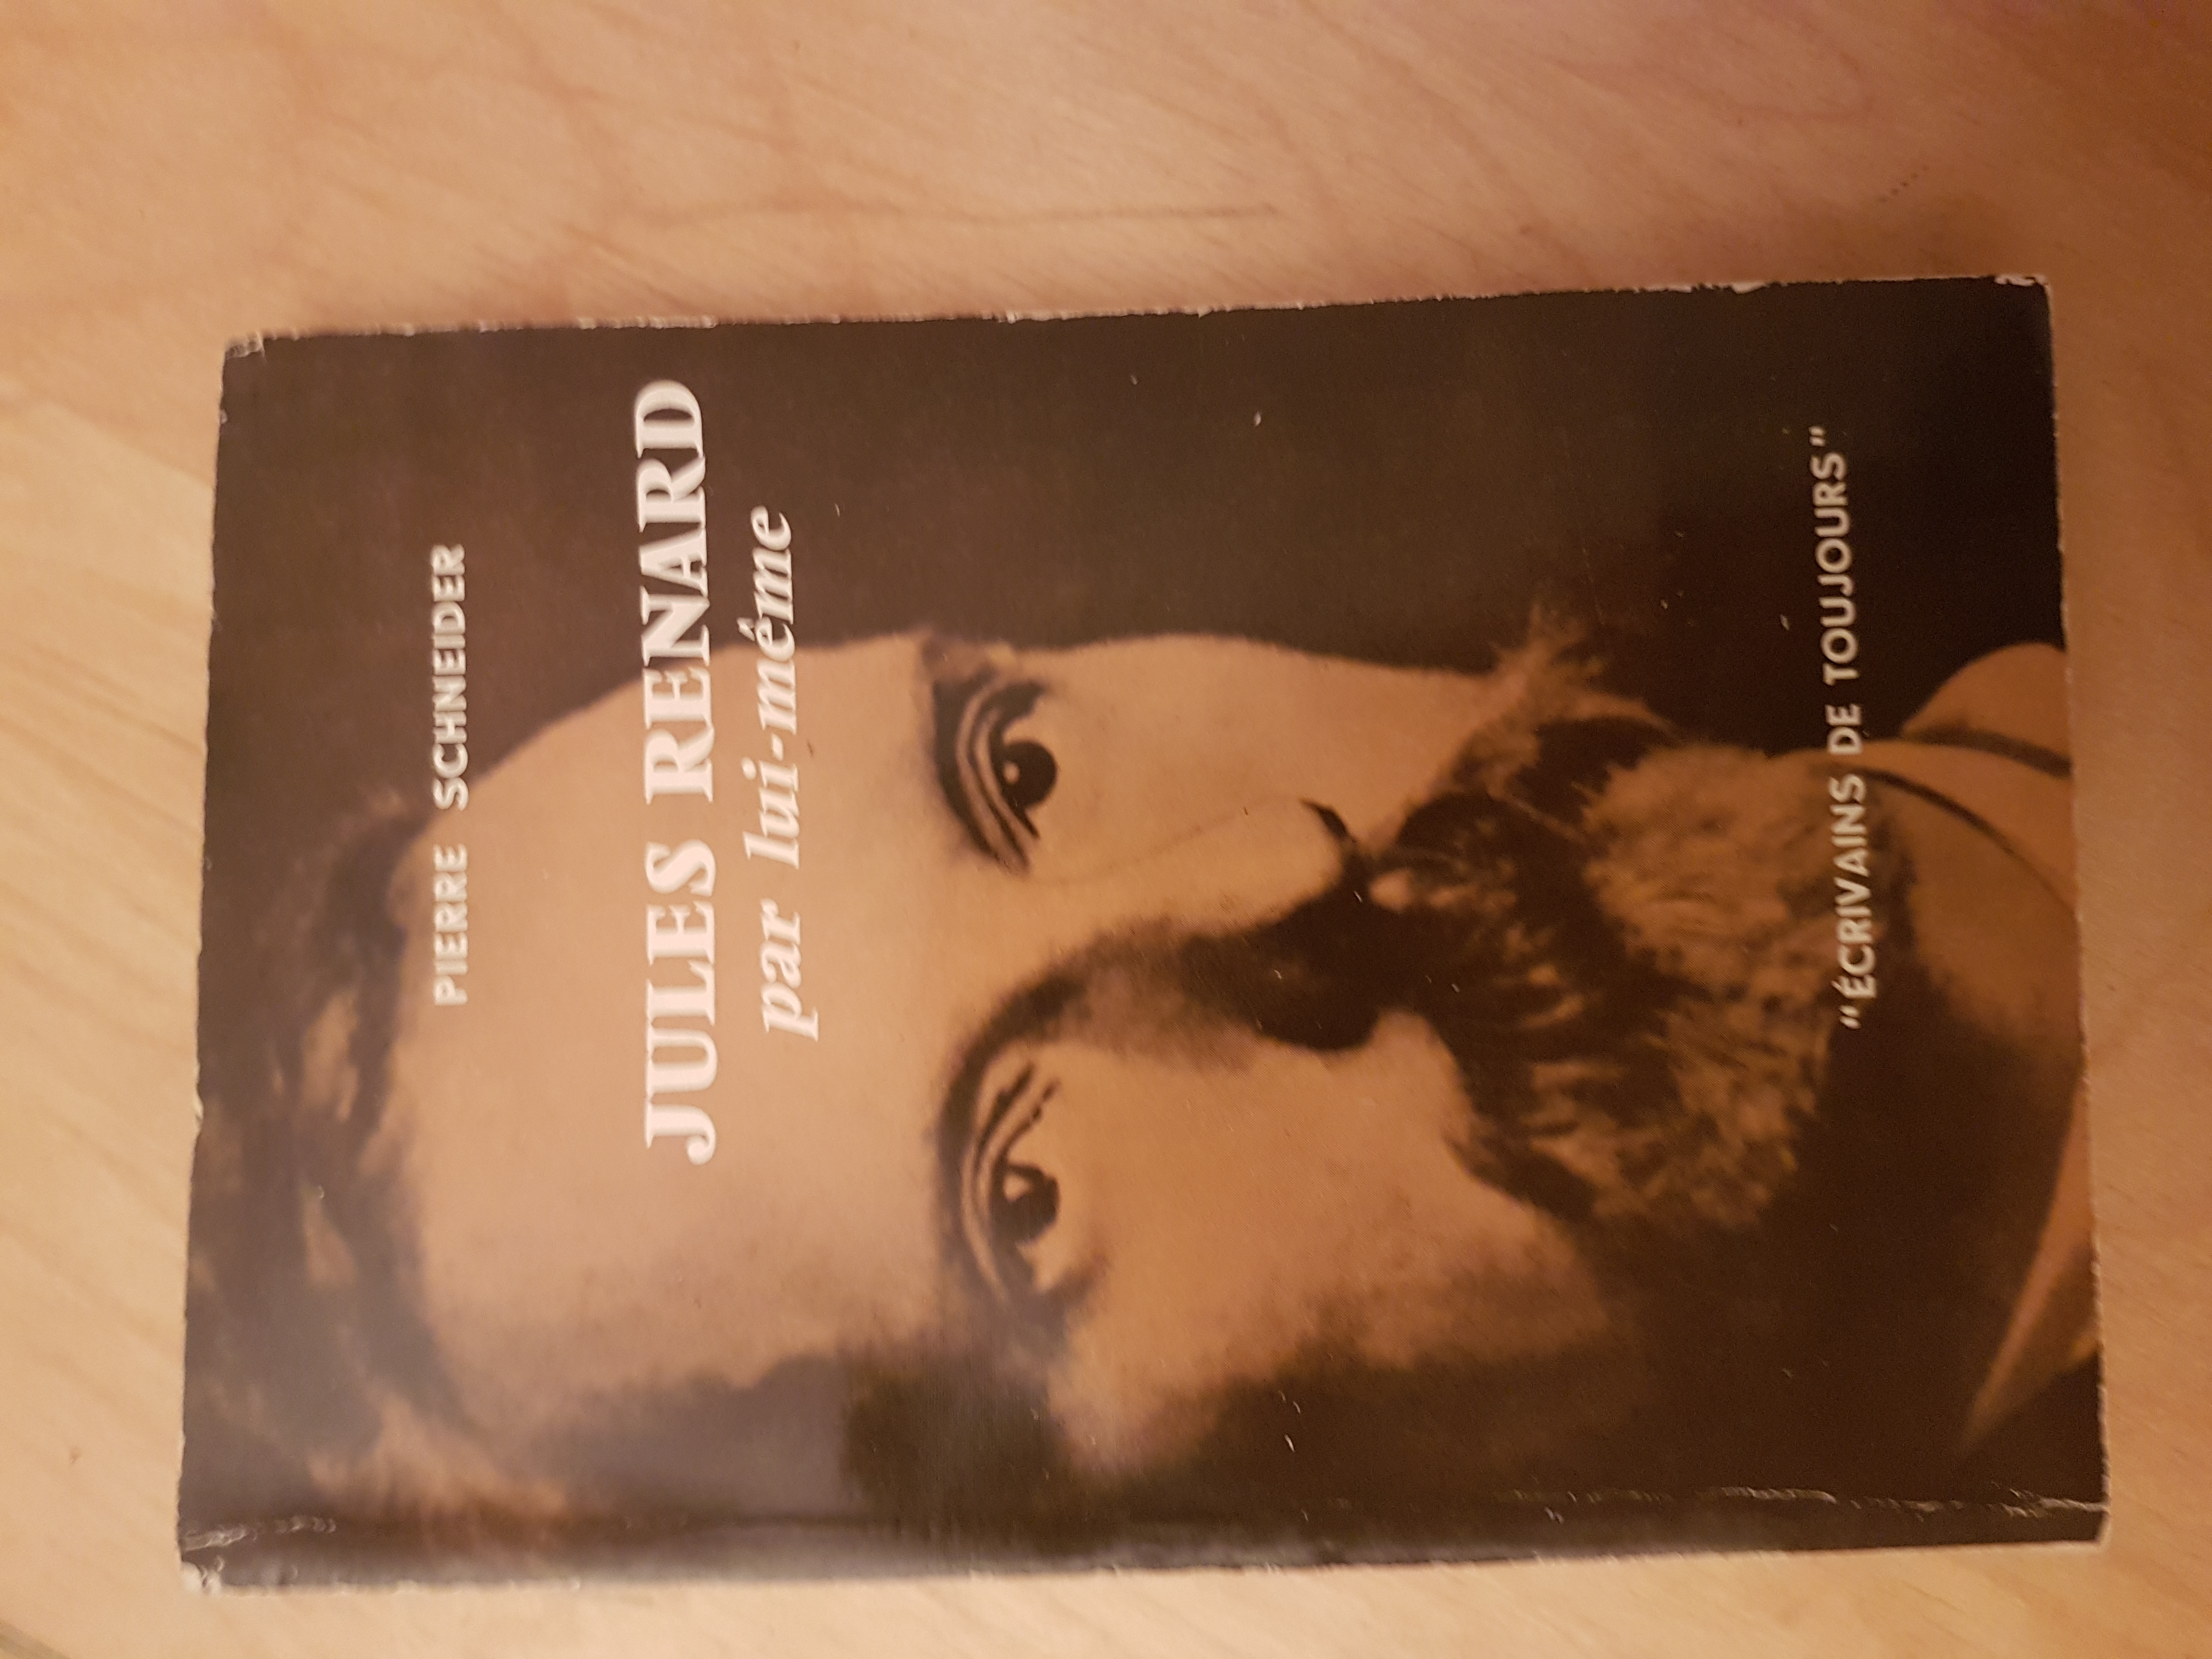 PIERRE SCHNEIDER
JULES RENARD
par lui-même
"ÉCRIVAINS DE TOUJOURS"